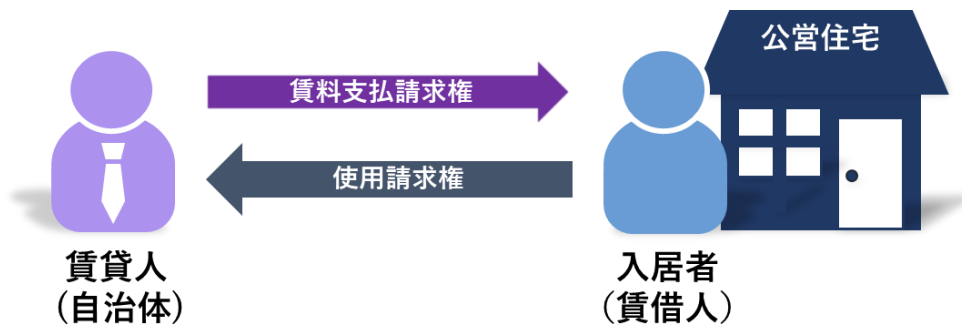 公営住宅
賃料支払請求権
使用請求権
賃貸人
(自治体)
入居者
(賃借人)